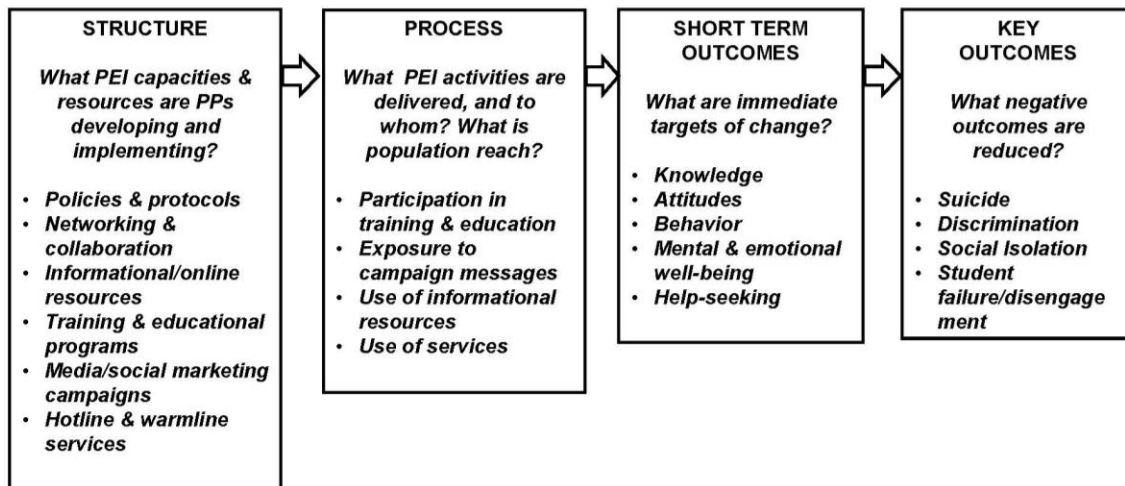 STRUCTURE
What PEI capacities &
resources are PPs
developing and
implementing?
• Policies & protocols
• Networking &
collaboration
• Informational/online
resources
• Training & educational
programs
• Media/social marketing
campaigns
• Hotline & warmline
services
PROCESS
What PEI activities are
delivered, and to
whom? What is
population reach?
• Participation in
training & education
• Exposure to
campaign messages
• Use of informational
resources
• Use of services
SHORT TERM
OUTCOMES
What are immediate
targets of change?
• Knowledge
• Attitudes
• Behavior
• Mental & emotional
well-being
• Help-seeking
KEY
OUTCOMES
What negative
outcomes are
reduced?
• Suicide
• Discrimination
• Social Isolation
• Student
failure/disengage
ment